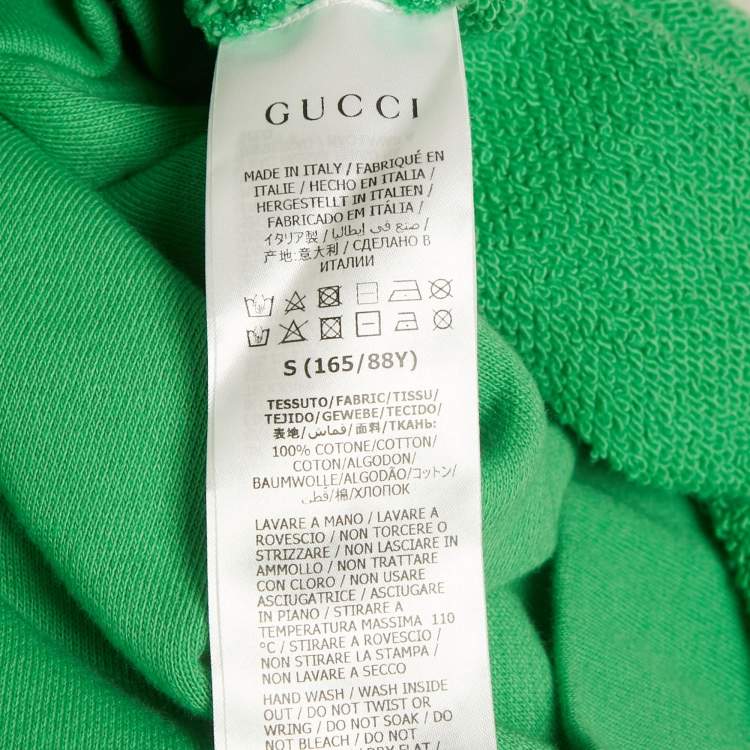 GUCCI
MADE IN ITALY / FABRIQUÉ EN
ITALIE / HECHO EN ITALIA /
HERGESTELLT IN ITALIEN /
FABRICADO EM ITÁLIA /
イタリア製 / صنع في إيطاليا /
产地:意大利 / СДЕЛАНО В
ИТАЛИИ
S (165/88Y)
TESSUTO/FABRIC/TISSU/
TEJIDO/GEWEBE/TECIDO/
表地/قماش/面料/ТКАНЬ:
100% COTONE/COTTON/
COTON/ALGODON/
BAUMWOLLE/ALGODÃO/コットン/
قطن/棉/ХЛОПОК
LAVARE A MANO / LAVARE A
ROVESCIO / NON TORCERE O
STRIZZARE / NON LASCIARE IN
AMMOLLO / NON TRATTARE
CON CLORO / NON USARE
ASCIUGATRICE / ASCIUGARE
IN PIANO / STIRARE A
TEMPERATURA MASSIMA 110
°C / STIRARE A ROVESCIO /
NON STIRARE LA STAMPA /
NON LAVARE A SECCO
HAND WASH / WASH INSIDE
OUT / DO NOT TWIST OR
WRING / DO NOT SOAK / DO
NOT BLEACH / DO NOT